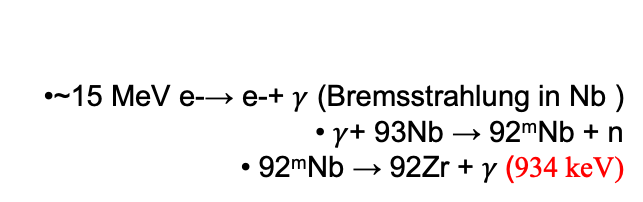 •~15 MeV e-→ e-+ γ (Bremsstrahlung in Nb )
• γ+ 93Nb → 92ᵐNb + n
• 92ᵐNb → 92Zr + γ (934 keV)